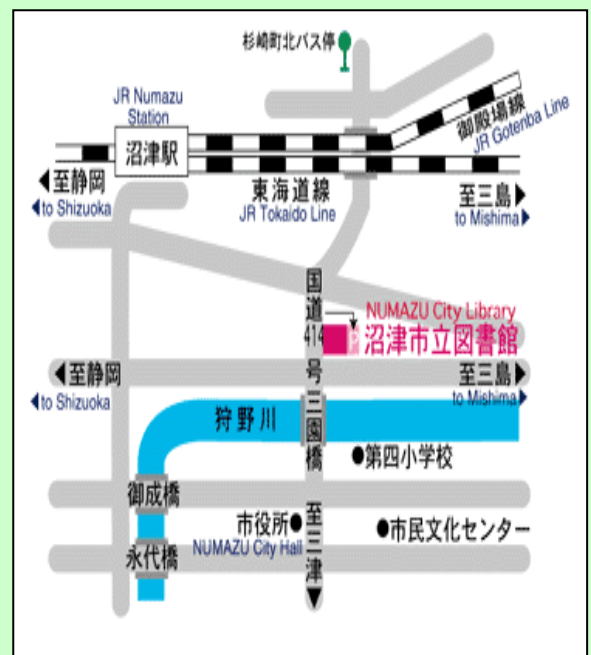 杉崎町北バス停
JR Numazu
Station
沼津駅
御殿場線
JR Gotenba Line
至静岡
to Shizuoka
東海道線
JR Tokaido Line
至三島
to Mishima
国道414号
NUMAZU City Library
P
沼津市立図書館
至静岡
to Shizuoka
至三島
to Mishima
狩野川
三園橋
第四小学校
御成橋
市役所
NUMAZU City Hall
至三津
市民文化センター
永代橋